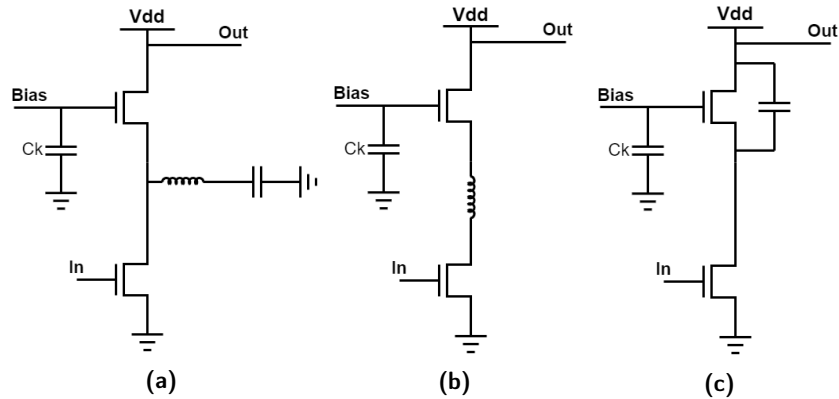 Vdd
Out
Bias
Ck
In
(a)
Vdd
Out
Bias
Ck
In
(b)
Vdd
Out
Bias
Ck
In
(c)